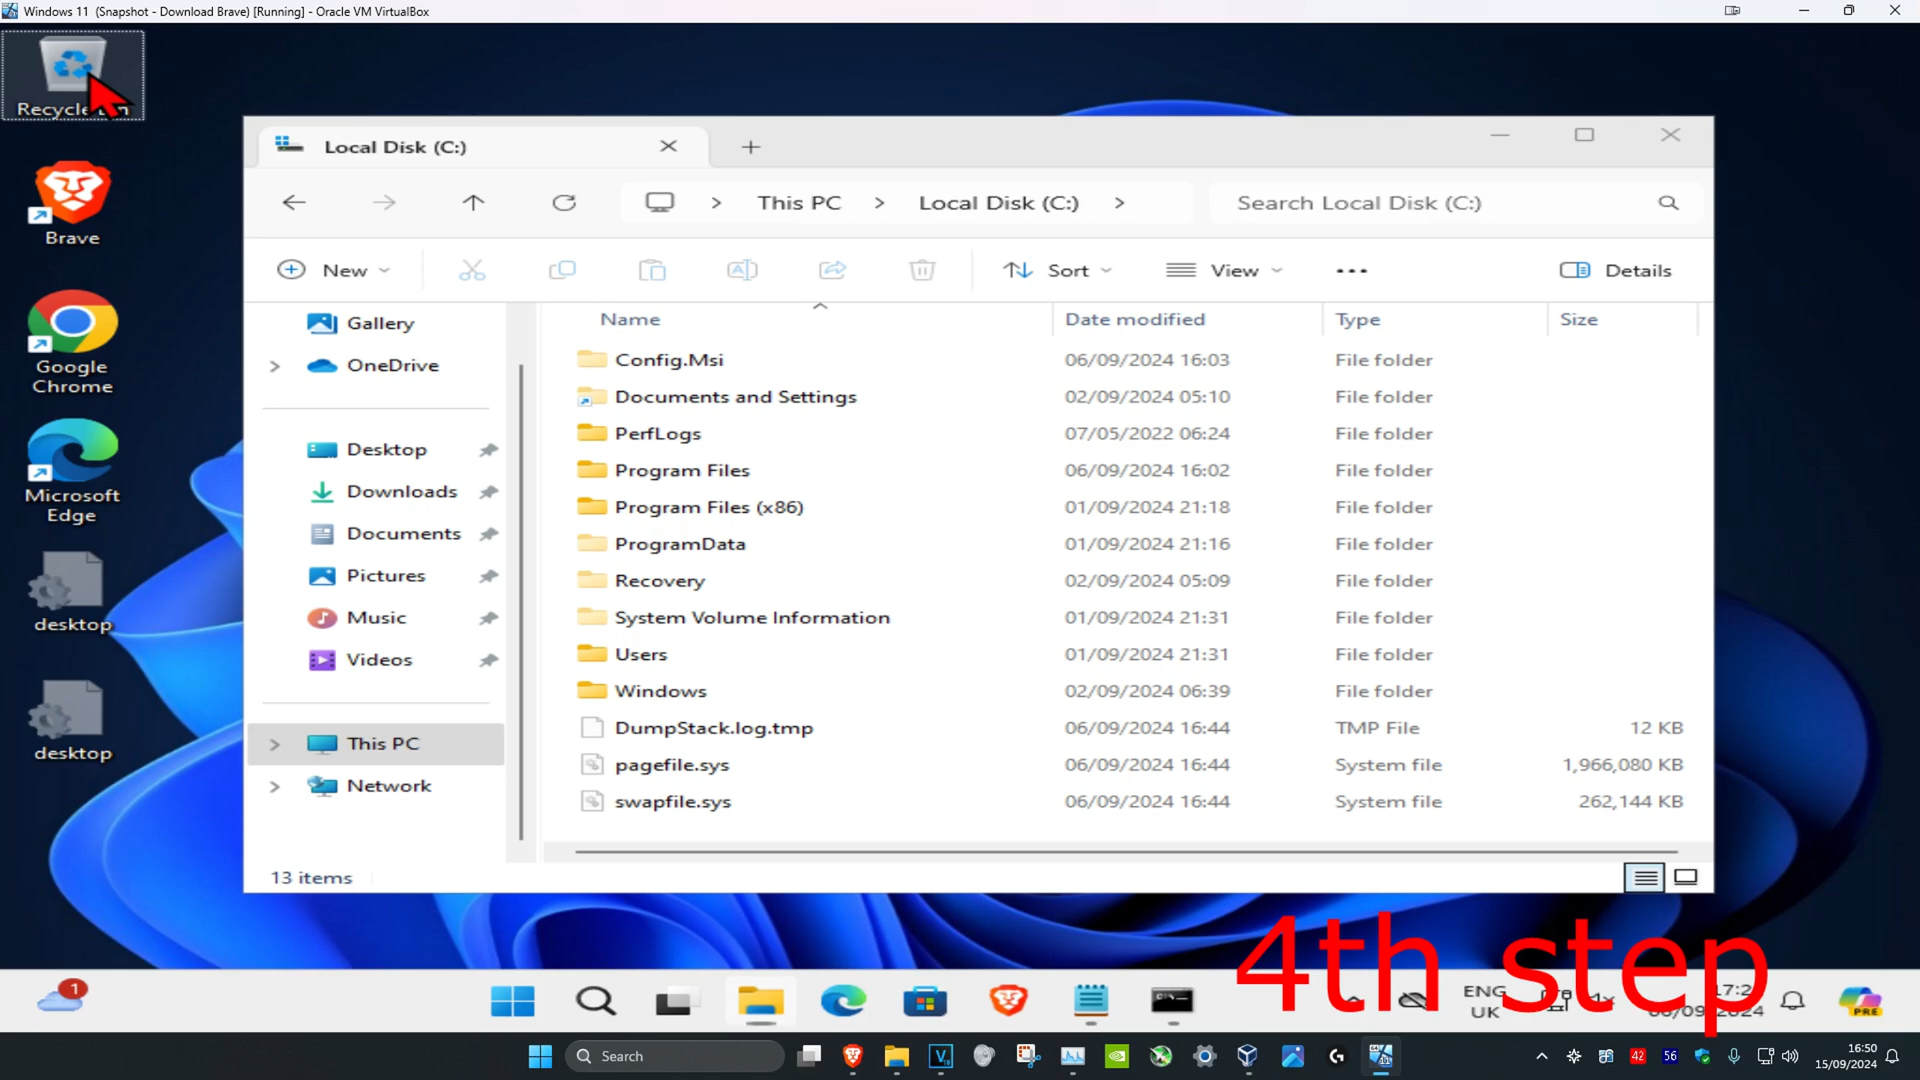 Windows 11 (Snapshot - Download Brave) [Running] - Oracle VM VirtualBox
Recycle
Brave
Google
Chrome
Microsoft
Edge
desktop
desktop
Local Disk (C:)
This PC > Local Disk (C:) >
Search Local Disk (C:)
New
Sort
View
Details
Gallery
OneDrive
Desktop
Downloads
Documents
Pictures
Music
Videos
This PC
Network
Name Date modified Type Size
Config.Msi 06/09/2024 16:03 File folder
Documents and Settings 02/09/2024 05:10 File folder
PerfLogs 07/05/2022 06:24 File folder
Program Files 06/09/2024 16:02 File folder
Program Files (x86) 01/09/2024 21:18 File folder
ProgramData 01/09/2024 21:16 File folder
Recovery 02/09/2024 05:09 File folder
System Volume Information 01/09/2024 21:31 File folder
Users 01/09/2024 21:31 File folder
Windows 02/09/2024 06:39 File folder
DumpStack.log.tmp 06/09/2024 16:44 TMP File 12 KB
pagefile.sys 06/09/2024 16:44 System file 1,966,080 KB
swapfile.sys 06/09/2024 16:44 System file 262,144 KB
13 items
4th step
1
ENG
UK
PRE
Search
42
56
16:50
15/09/2024